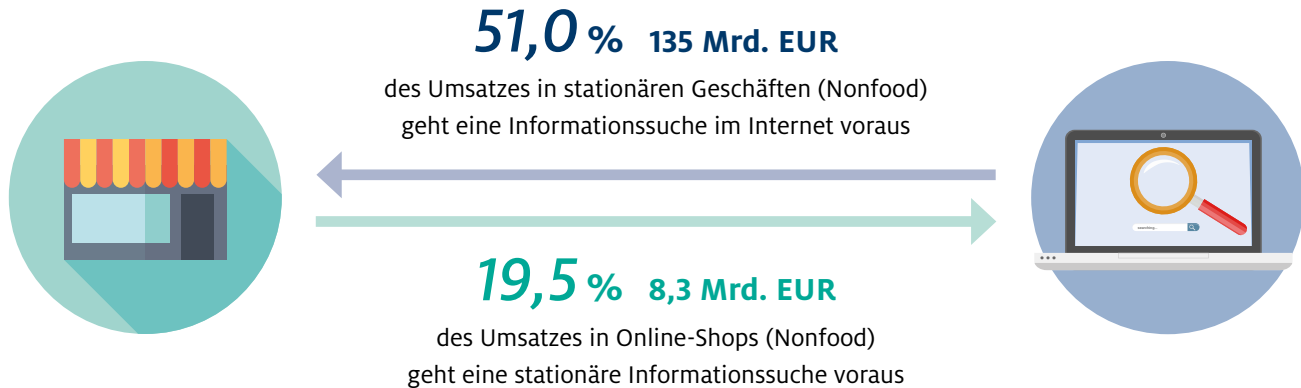 51,0 % 135 Mrd. EUR
des Umsatzes in stationären Geschäften (Nonfood)
geht eine Informationssuche im Internet voraus
searching...
19,5 % 8,3 Mrd. EUR
des Umsatzes in Online-Shops (Nonfood)
geht eine stationäre Informationssuche voraus